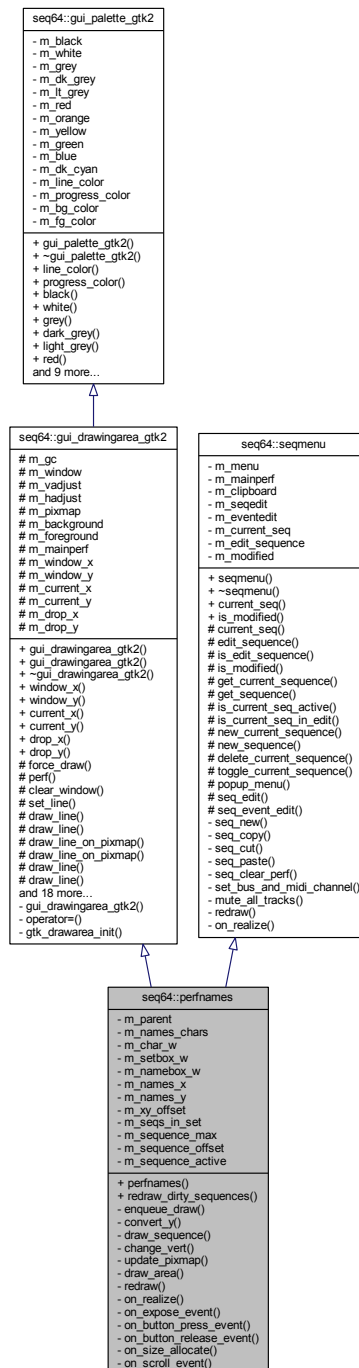 seq64::gui_palette_gtk2
- m_black
- m_white
- m_grey
- m_dk_grey
- m_lt_grey
- m_red
- m_orange
- m_yellow
- m_green
- m_blue
- m_dk_cyan
- m_line_color
- m_progress_color
- m_bg_color
- m_fg_color
+ gui_palette_gtk2()
+ ~gui_palette_gtk2()
+ line_color()
+ progress_color()
+ black()
+ white()
+ grey()
+ dark_grey()
+ light_grey()
+ red()
and 9 more...
seq64::gui_drawingarea_gtk2
# m_gc
# m_window
# m_vadjust
# m_hadjust
# m_pixmap
# m_background
# m_foreground
# m_mainperf
# m_window_x
# m_window_y
# m_current_x
# m_current_y
# m_drop_x
# m_drop_y
+ gui_drawingarea_gtk2()
+ gui_drawingarea_gtk2()
+ ~gui_drawingarea_gtk2()
+ window_x()
+ window_y()
+ current_x()
+ current_y()
+ drop_x()
+ drop_y()
# force_draw()
# perf()
# clear_window()
# set_line()
# draw_line()
# draw_line()
# draw_line_on_pixmap()
# draw_line_on_pixmap()
# draw_line()
# draw_line()
and 18 more...
- gui_drawingarea_gtk2()
- operator=()
- gtk_drawarea_init()
seq64::seqmenu
- m_menu
- m_mainperf
- m_clipboard
- m_seqedit
- m_eventedit
- m_current_seq
- m_edit_sequence
- m_modified
+ seqmenu()
+ ~seqmenu()
+ current_seq()
+ is_modified()
# current_seq()
# edit_sequence()
# is_edit_sequence()
# is_modified()
# get_current_sequence()
# get_sequence()
# is_current_seq_active()
# is_current_seq_in_edit()
# new_current_sequence()
# new_sequence()
# delete_current_sequence()
# toggle_current_sequence()
# popup_menu()
# seq_edit()
# seq_event_edit()
- seq_new()
- seq_copy()
- seq_cut()
- seq_paste()
- seq_clear_perf()
- set_bus_and_midi_channel()
- mute_all_tracks()
- redraw()
- on_realize()
seq64::perfnames
- m_parent
- m_names_chars
- m_char_w
- m_setbox_w
- m_namebox_w
- m_names_x
- m_names_y
- m_xy_offset
- m_seqs_in_set
- m_sequence_max
- m_sequence_offset
- m_sequence_active
+ perfnames()
+ redraw_dirty_sequences()
- enqueue_draw()
- convert_y()
- draw_sequence()
- change_vert()
- update_pixmap()
- draw_area()
- redraw()
- on_realize()
- on_expose_event()
- on_button_press_event()
- on_button_release_event()
- on_size_allocate()
- on_scroll_event()